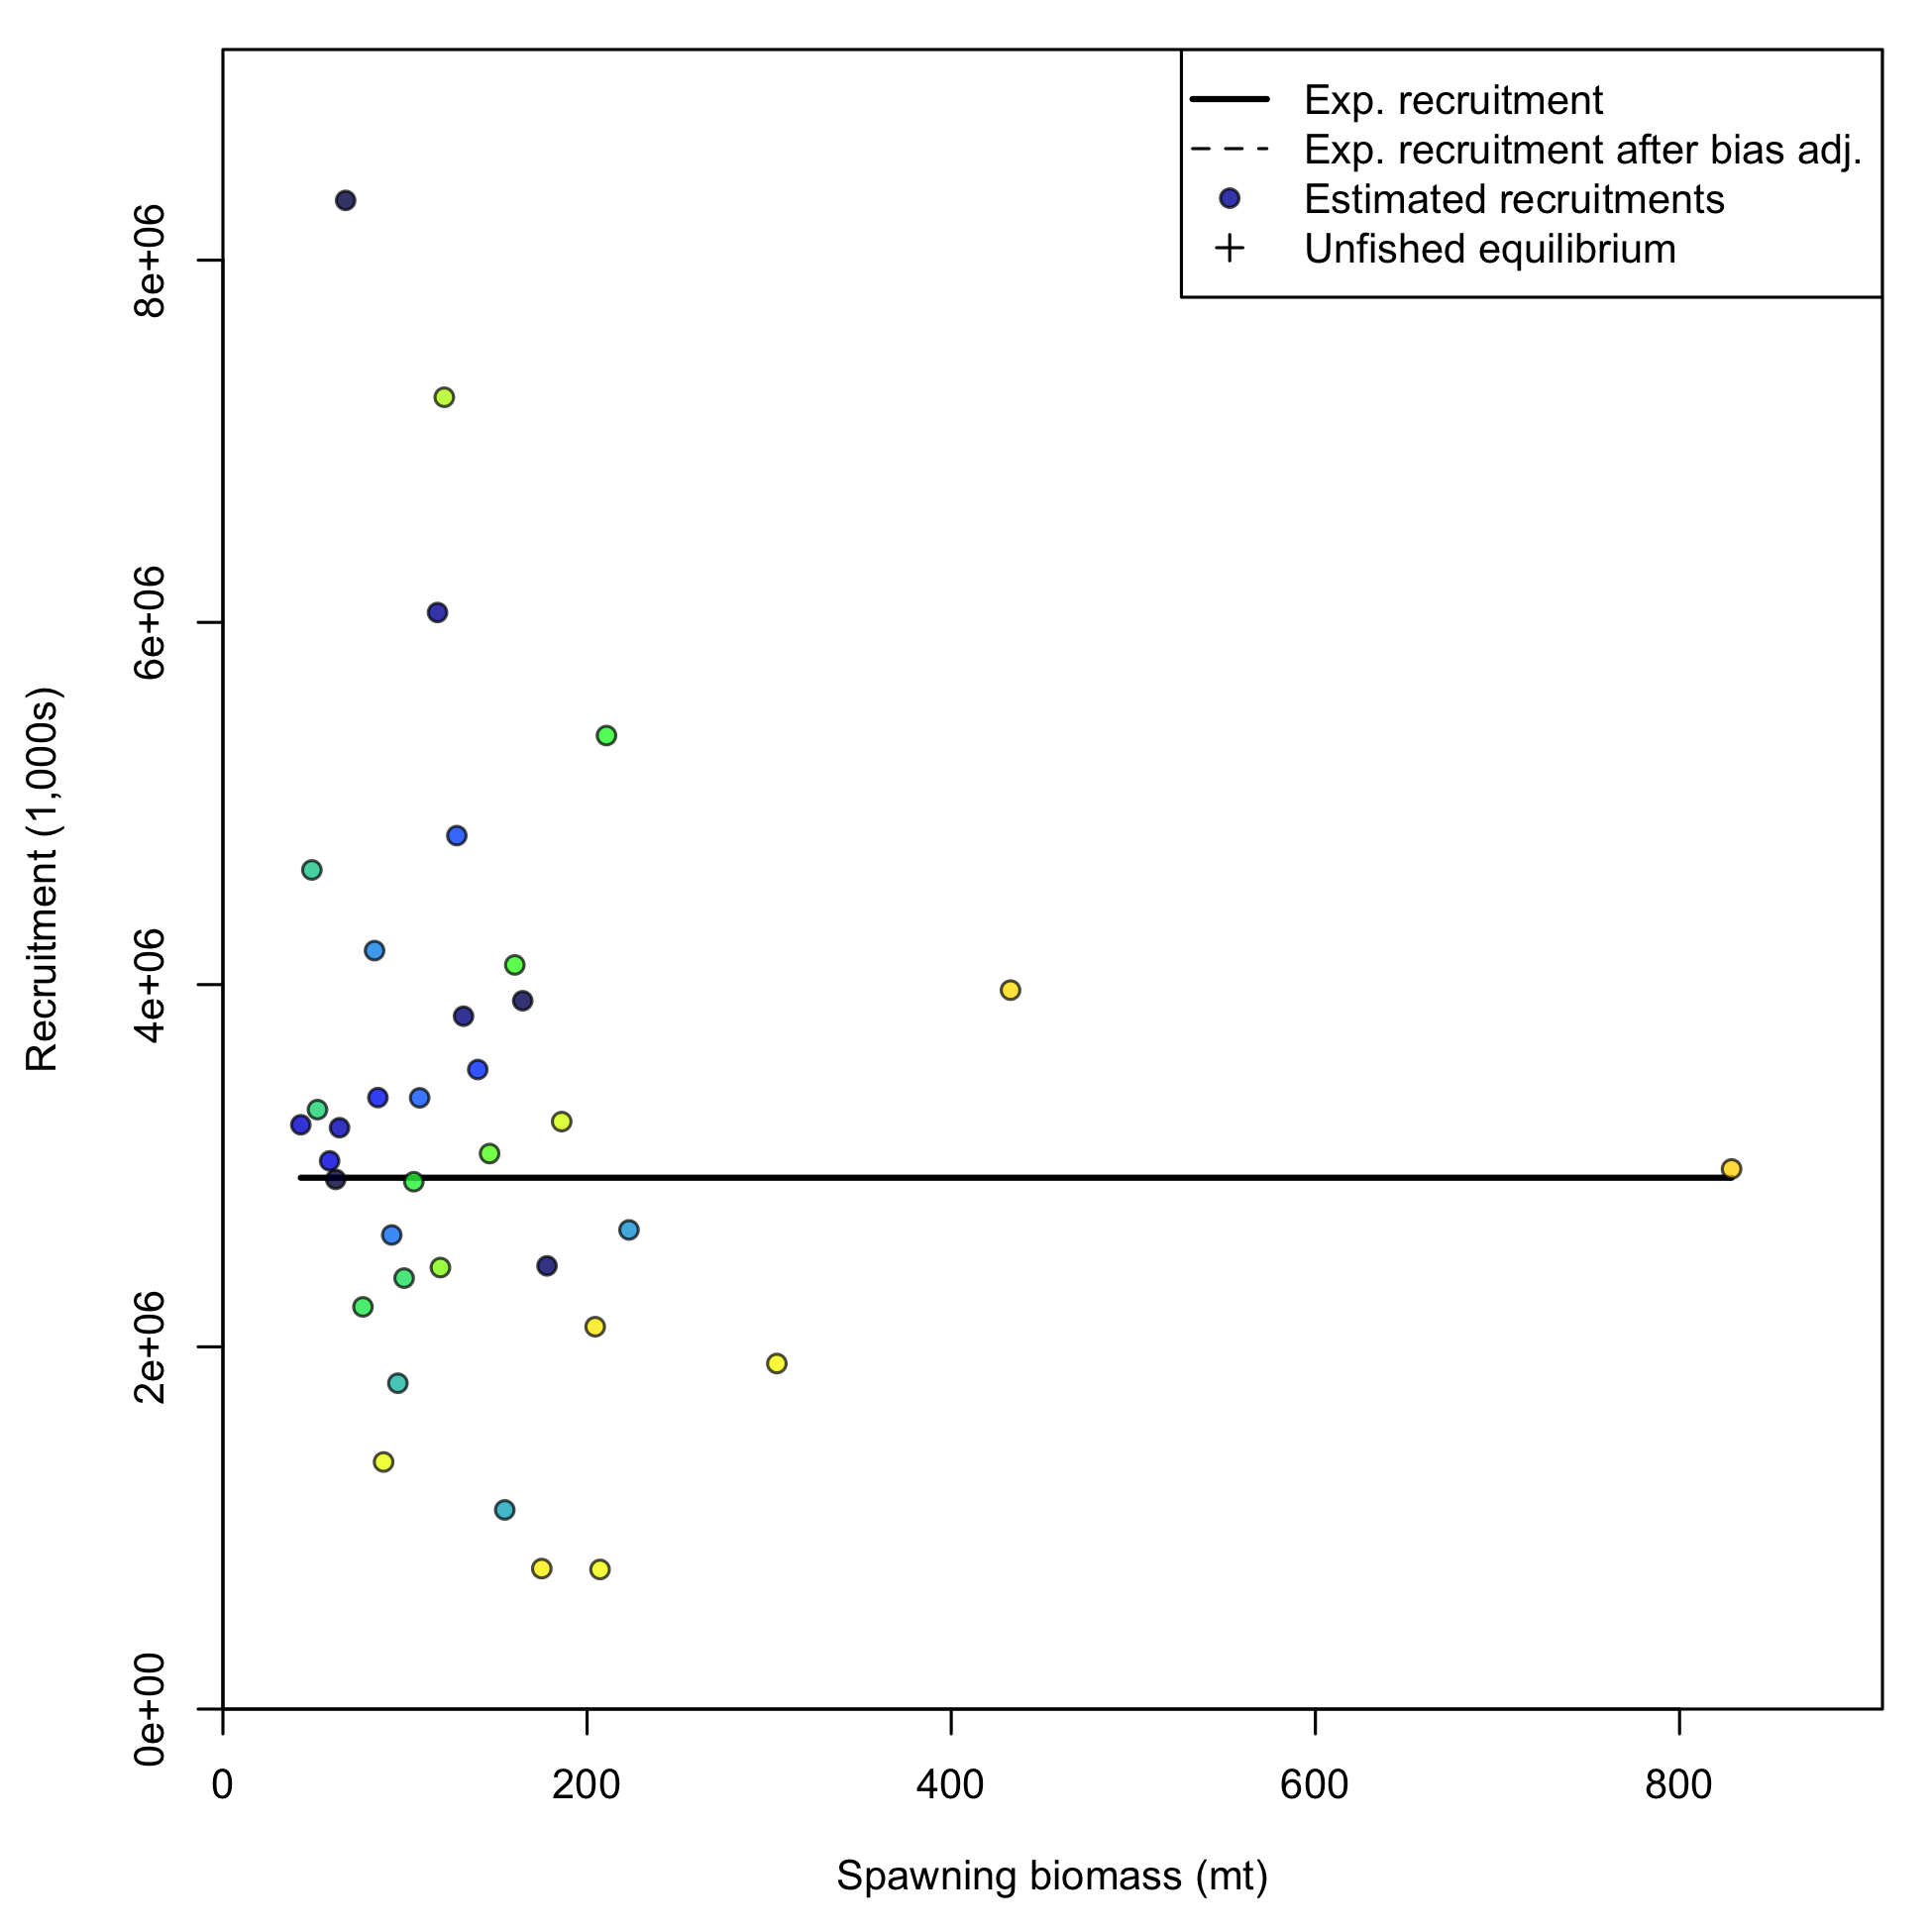 Exp. recruitment
Exp. recruitment after bias adj.
Estimated recruitments
Unfished equilibrium
8e+06
6e+06
4e+06
2e+06
0e+00
Recruitment (1,000s)
0 200 400 600 800
Spawning biomass (mt)